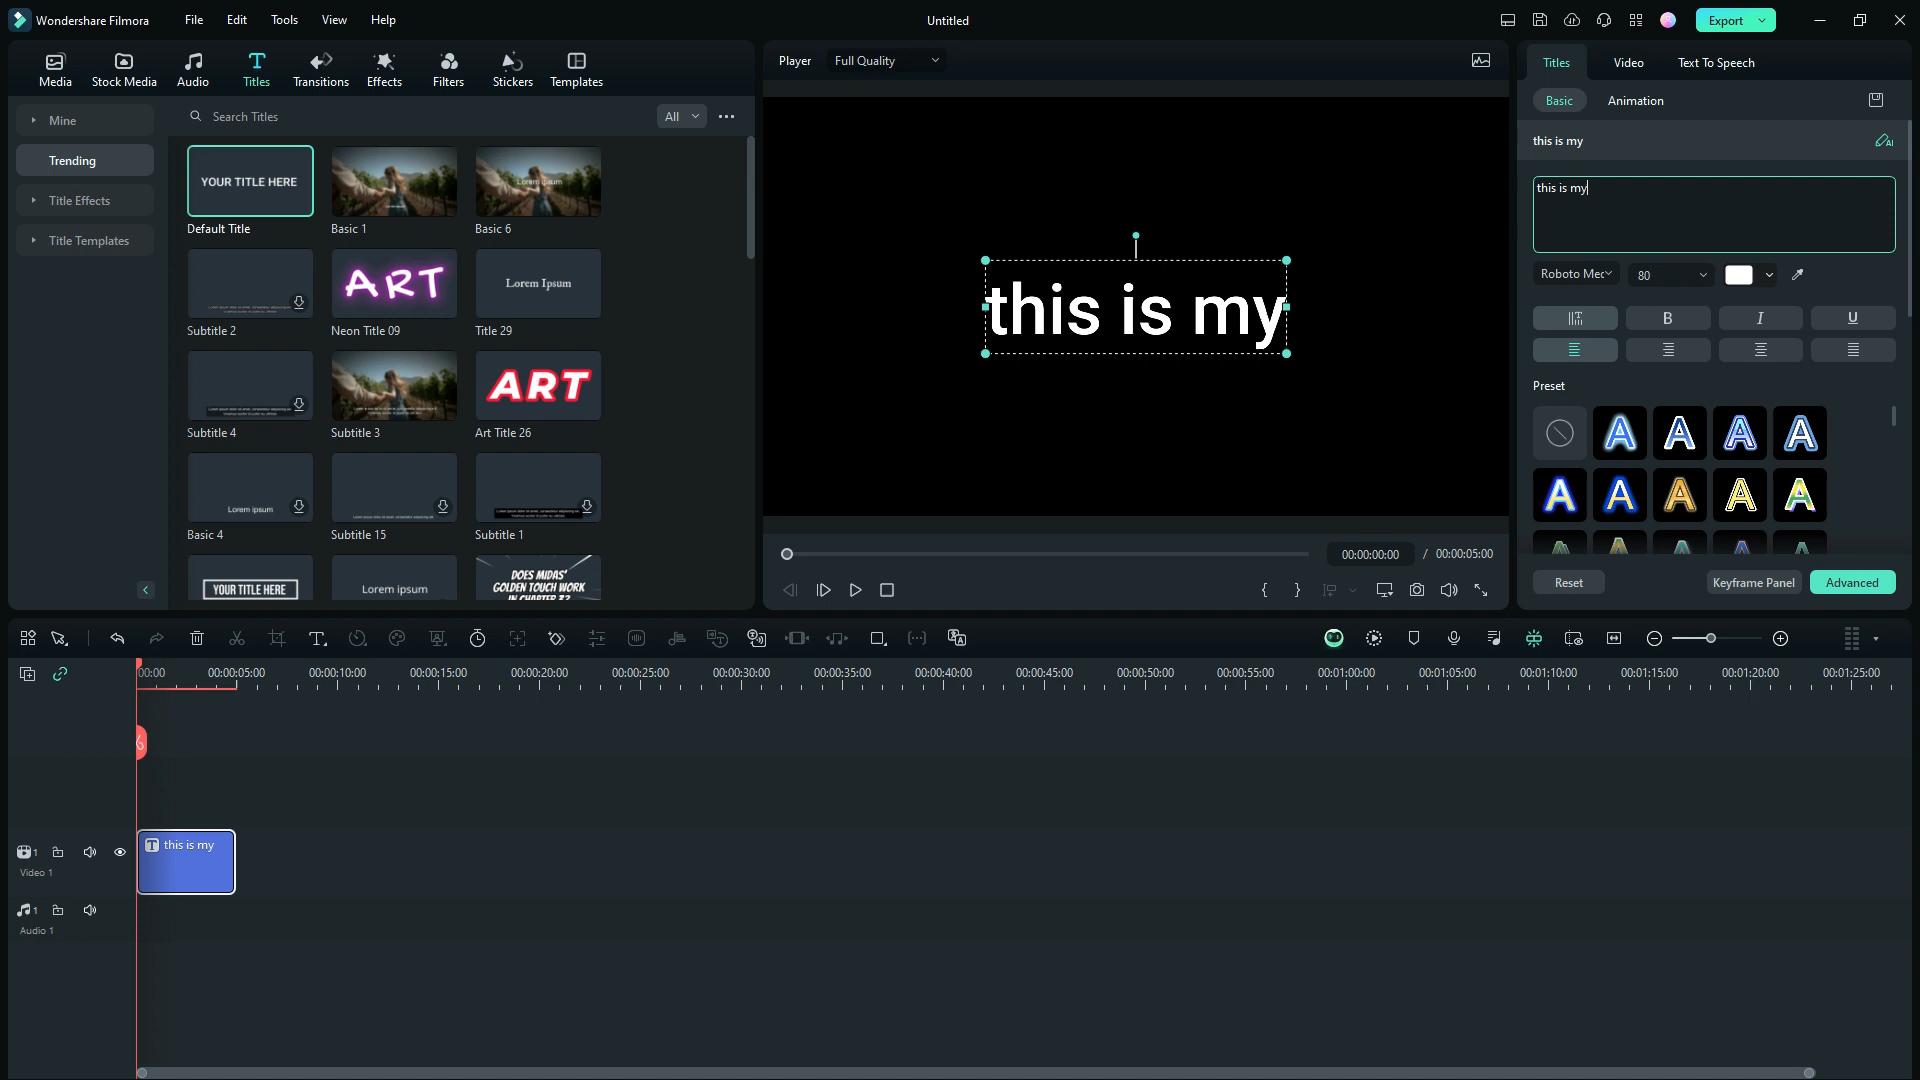 Wondershare Filmora
File
Edit
Tools
View
Help
Untitled
Export
Media
Stock Media
Audio
Titles
Transitions
Effects
Filters
Stickers
Templates
Mine
Trending
Title Effects
Title Templates
Search Titles
All
YOUR TITLE HERE
Default Title
Basic 1
Lorem ipsum
Basic 6
Subtitle 2
ART
Neon Title 09
Lorem Ipsum
Title 29
Subtitle 4
Subtitle 3
ART
Art Title 26
Lorem ipsum
Basic 4
Subtitle 15
Subtitle 1
YOUR TITLE HERE
Lorem ipsum
DOES MIDAS'
GOLDEN TOUCH WORK
IN CHAPTER 3?
Player
Full Quality
this is my
00:00:00:00 / 00:00:05:00
Titles
Video
Text To Speech
Basic
Animation
this is my
AI
this is my
Roboto Mec
80
B
I
U
Preset
A A A A
A A A A A
Reset
Keyframe Panel
Advanced
00:00
00:00:05:00
00:00:10:00
00:00:15:00
00:00:20:00
00:00:25:00
00:00:30:00
00:00:35:00
00:00:40:00
00:00:45:00
00:00:50:00
00:00:55:00
00:01:00:00
00:01:05:00
00:01:10:00
00:01:15:00
00:01:20:00
00:01:25:00
1
T this is my
Video 1
1
Audio 1